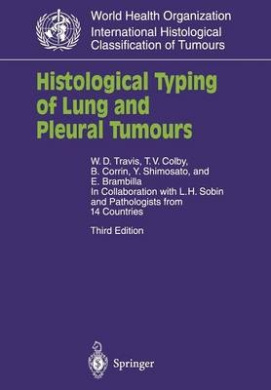 World Health Organization
International Histological
Classification of Tumours
Histological Typing
of Lung and
Pleural Tumours
W. D. Travis, T. V. Colby,
B. Corrin, Y. Shimosato, and
E. Brambilla
In Collaboration with L. H. Sobin
and Pathologists from
14 Countries
Third Edition
Springer